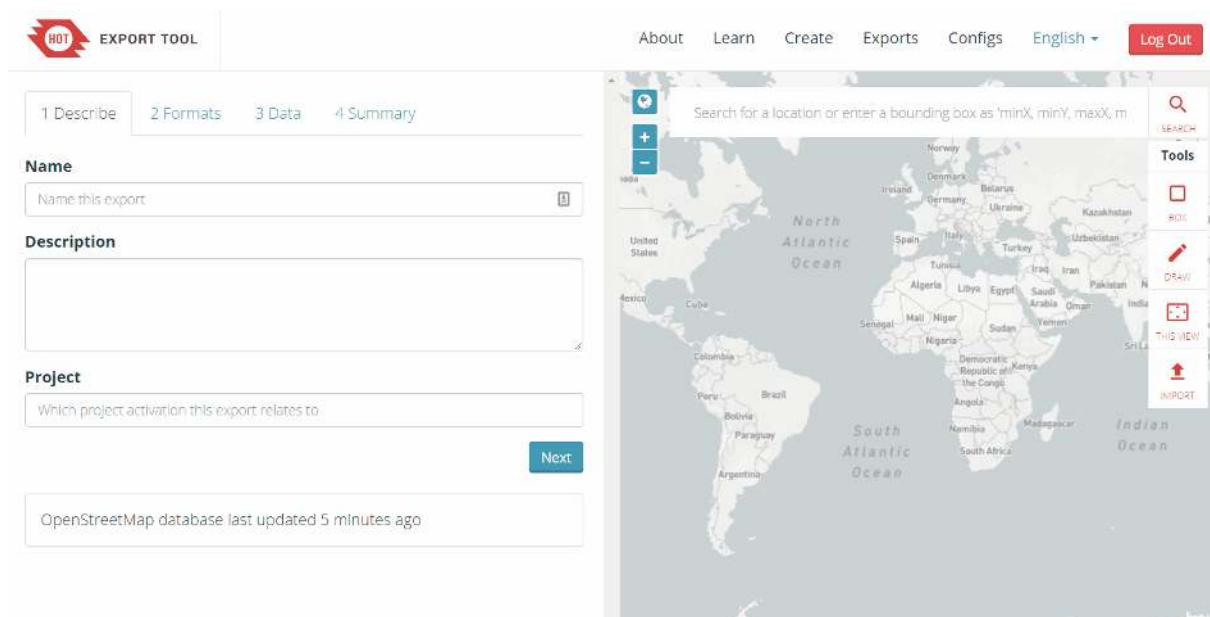 HOT EXPORT TOOL
About Learn Create Exports Configs English Log Out
1 Describe 2 Formats 3 Data 4 Summary
Name
Name this export
Description
Project
Which project activation this export relates to
Next
OpenStreetMap database last updated 5 minutes ago
Search for a location or enter a bounding box as 'minX, minY, maxX, m
SEARCH
Tools
BOX
DRAW
THIS VIEW
IMPORT
+
−
Norway
Denmark
Ireland
Belarus
Germany
Ukraine
Kazakhstan
North
Atlantic
Ocean
United
States
Spain
Italy
Turkey
Uzbekistan
Tunisia
Iraq
Iran
Algeria
Libya
Egypt
Saudi
Arabia
Pakistan
Oman
India
Mexico
Cuba
Senegal
Mali
Niger
Sudan
Yemen
Nigeria
Sri La
Colombia
Democratic
Republic of
the Congo
Kenya
Peru
Brazil
Angola
Bolivia
Paraguay
Namibia
Madagascar
Indian
Ocean
South
Atlantic
Ocean
South Africa
Argentina